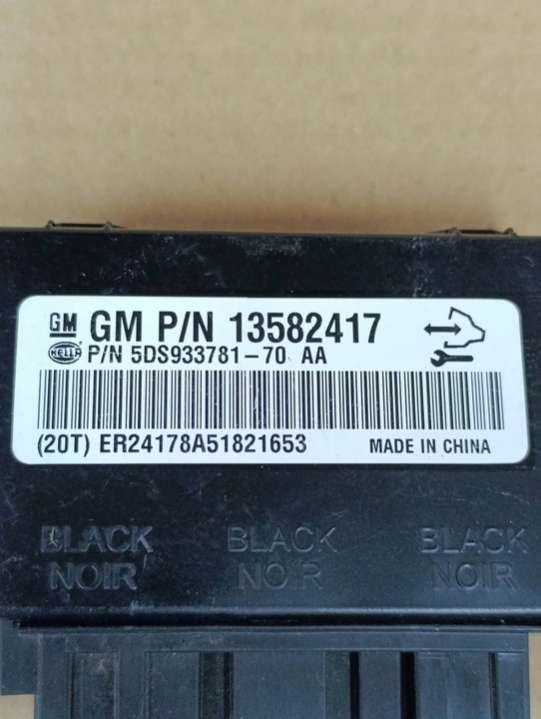 GM GM P/N 13582417
HELLA P/N 5DS933781-70 AA
(20T) ER24178A51821653 MADE IN CHINA
BLACK BLACK BLACK
NOIR NOIR NOIR